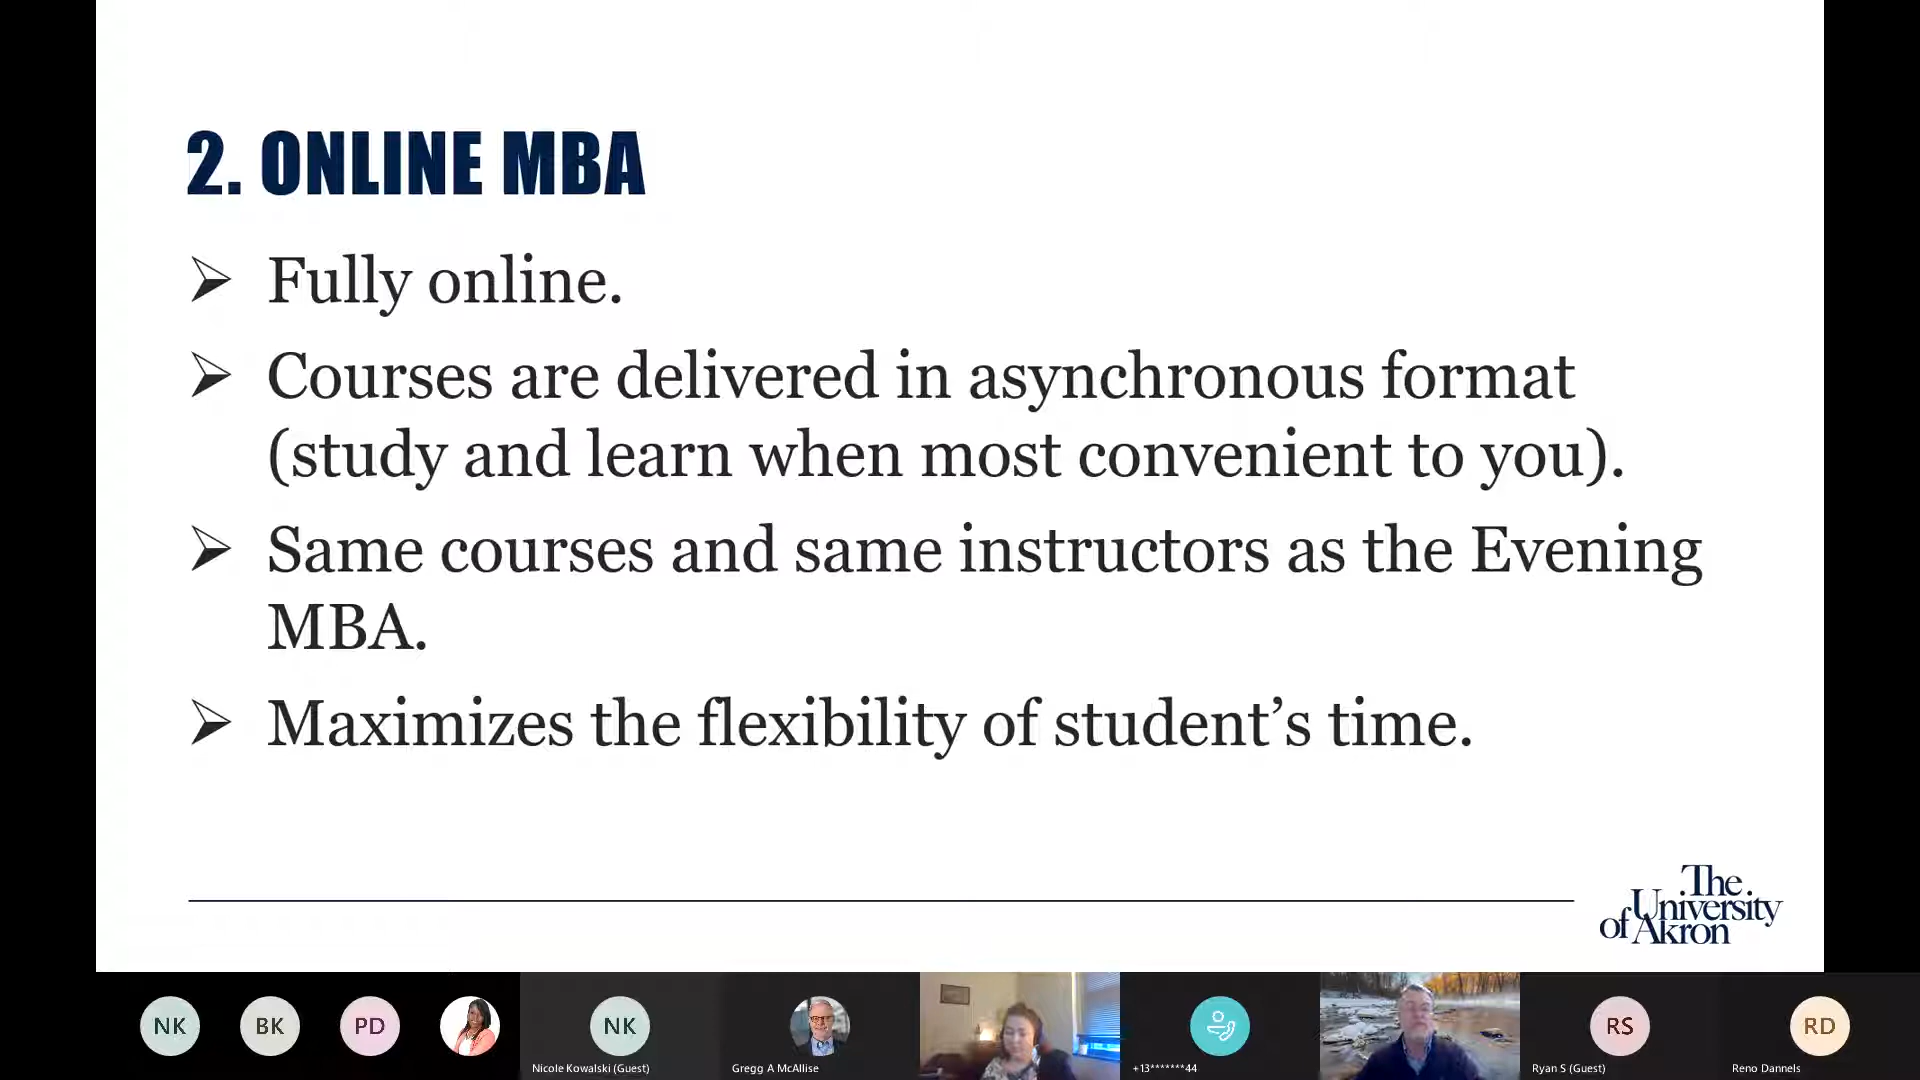 2. ONLINE MBA
➢ Fully online.
➢ Courses are delivered in asynchronous format
(study and learn when most convenient to you).
➢ Same courses and same instructors as the Evening
MBA.
➢ Maximizes the flexibility of student’s time.
The
University
of Akron
NK
BK
PD
NK
RS
RD
Nicole Kowalski (Guest)
Gregg A McAllise
+13*******44
Ryan S (Guest)
Reno Dannels